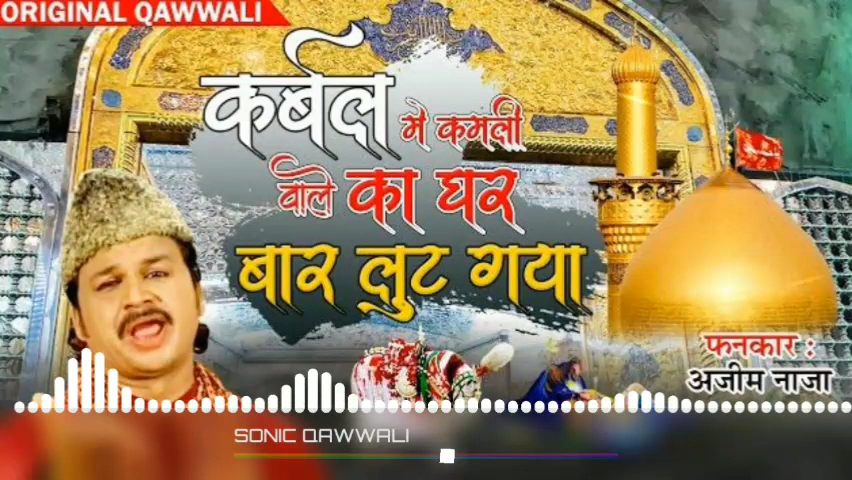 ORIGINAL QAWWALI
कर्बल मे कमली
वाले का घर
बार लुट गया
फनकार :
अजीम नाजा
SONIC QAWWALI